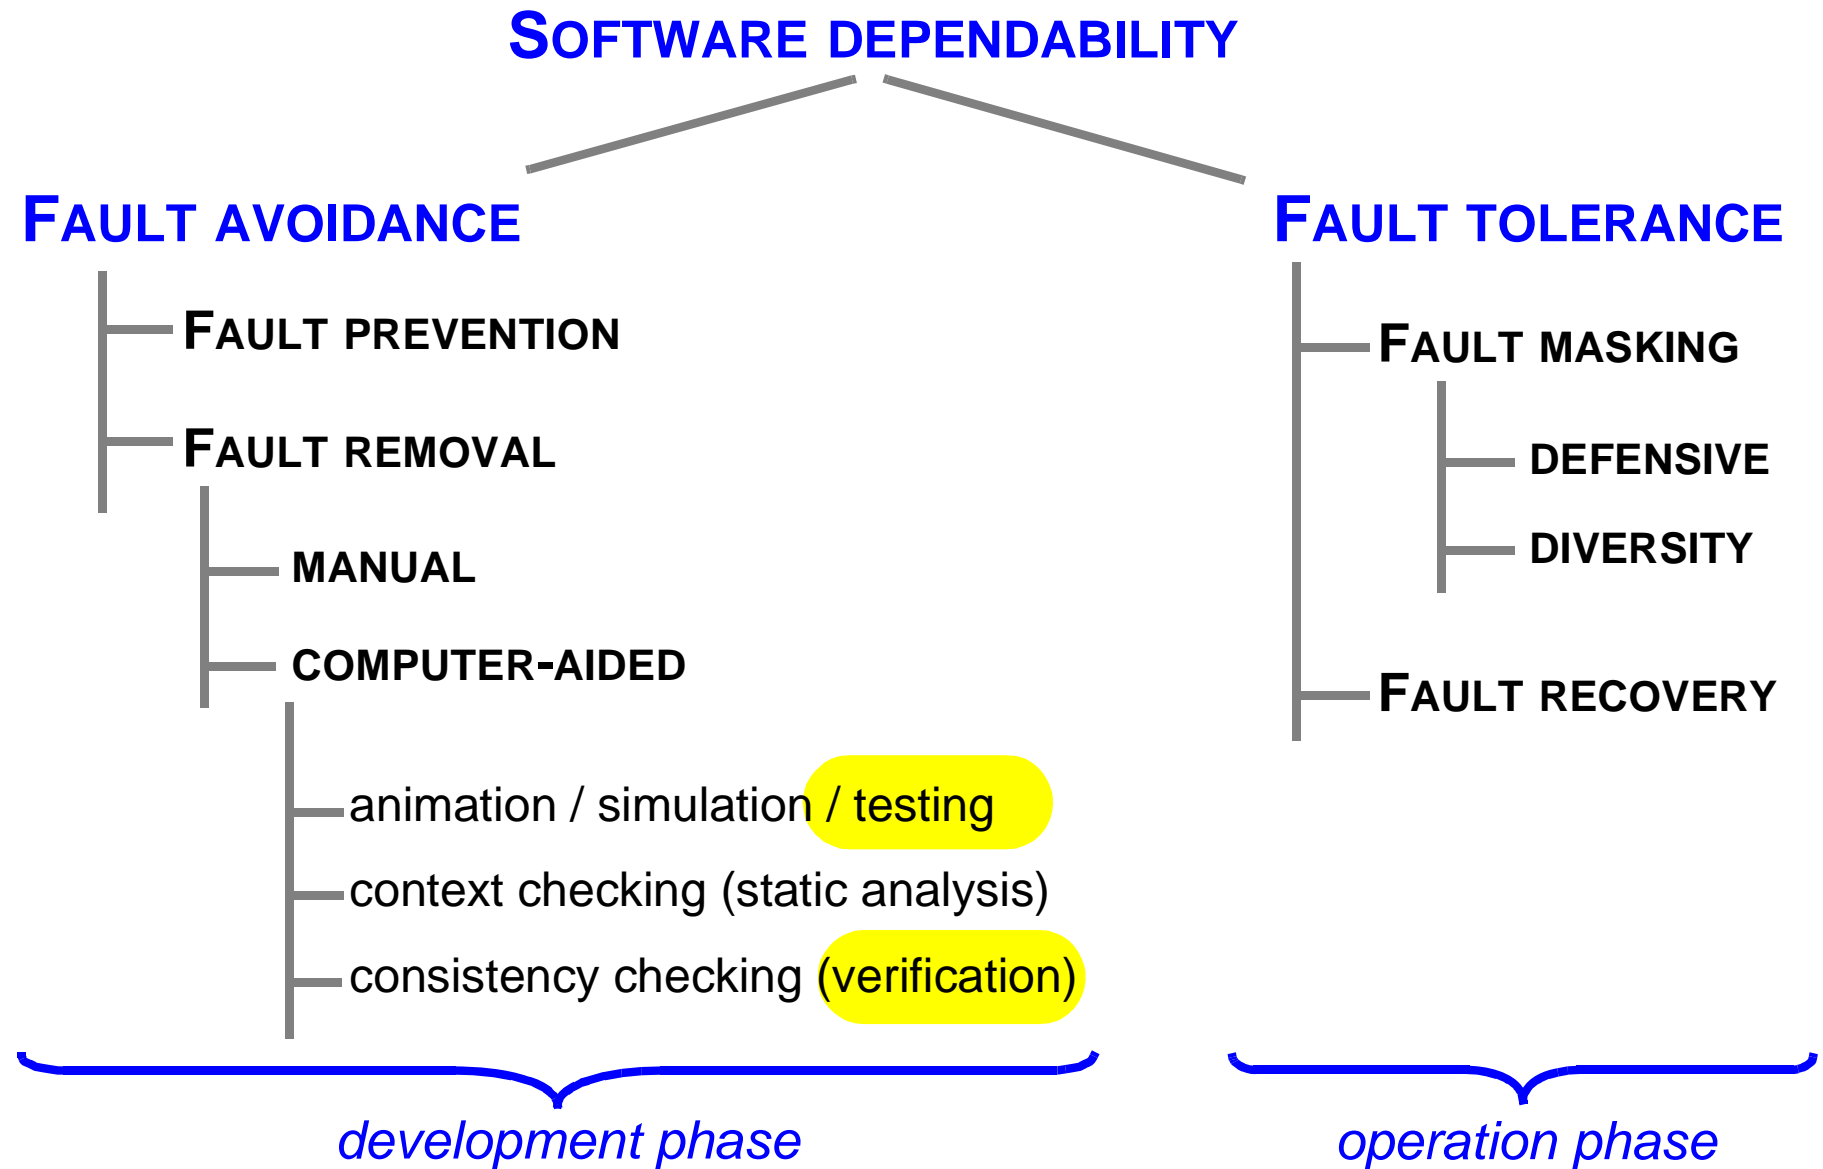 SOFTWARE DEPENDABILITY
FAULT AVOIDANCE
FAULT PREVENTION
FAULT REMOVAL
MANUAL
COMPUTER-AIDED
animation / simulation / testing
context checking (static analysis)
consistency checking (verification)
development phase
FAULT TOLERANCE
FAULT MASKING
DEFENSIVE
DIVERSITY
FAULT RECOVERY
operation phase